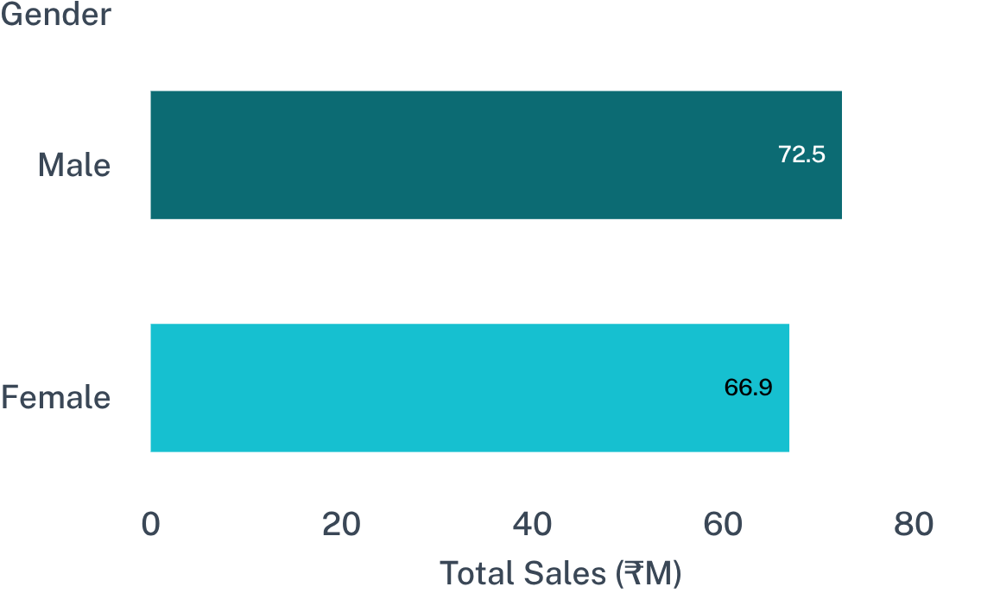 Gender
Male
72.5
Female
66.9
0 20 40 60 80
Total Sales (₹M)